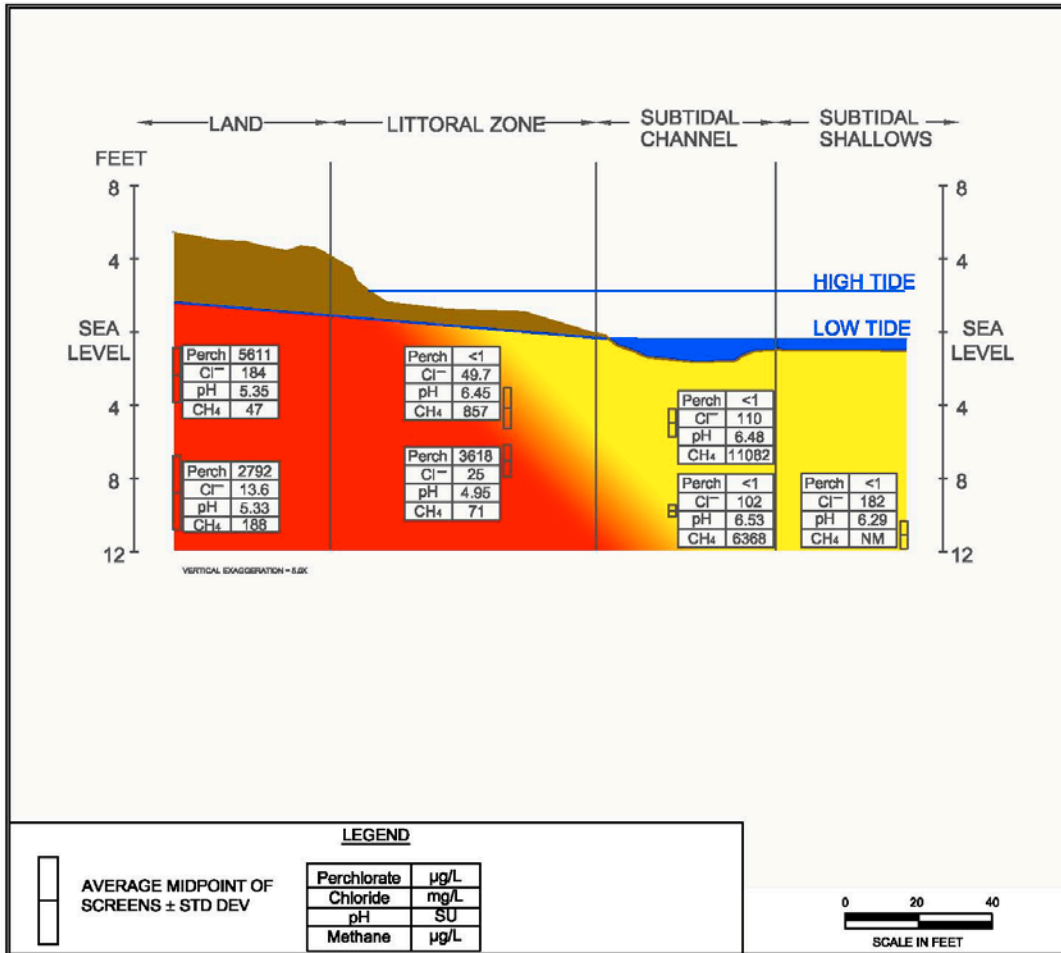 LAND
LITTORAL ZONE
SUBTIDAL CHANNEL
SUBTIDAL SHALLOWS
FEET
8
4
SEA LEVEL
4
8
12
8
4
SEA LEVEL
4
8
12
HIGH TIDE
LOW TIDE
Perch 5611
Cl⁻ 184
pH 5.35
CH₄ 47
Perch 2792
Cl⁻ 13.6
pH 5.33
CH₄ 188
Perch <1
Cl⁻ 49.7
pH 6.45
CH₄ 857
Perch 3618
Cl⁻ 25
pH 4.95
CH₄ 71
Perch <1
Cl⁻ 110
pH 6.48
CH₄ 11082
Perch <1
Cl⁻ 102
pH 6.53
CH₄ 6368
Perch <1
Cl⁻ 182
pH 6.29
CH₄ NM
VERTICAL EXAGGERATION = 5.0X
LEGEND
AVERAGE MIDPOINT OF
SCREENS ± STD DEV
Perchlorate µg/L
Chloride mg/L
pH SU
Methane µg/L
0 20 40
SCALE IN FEET